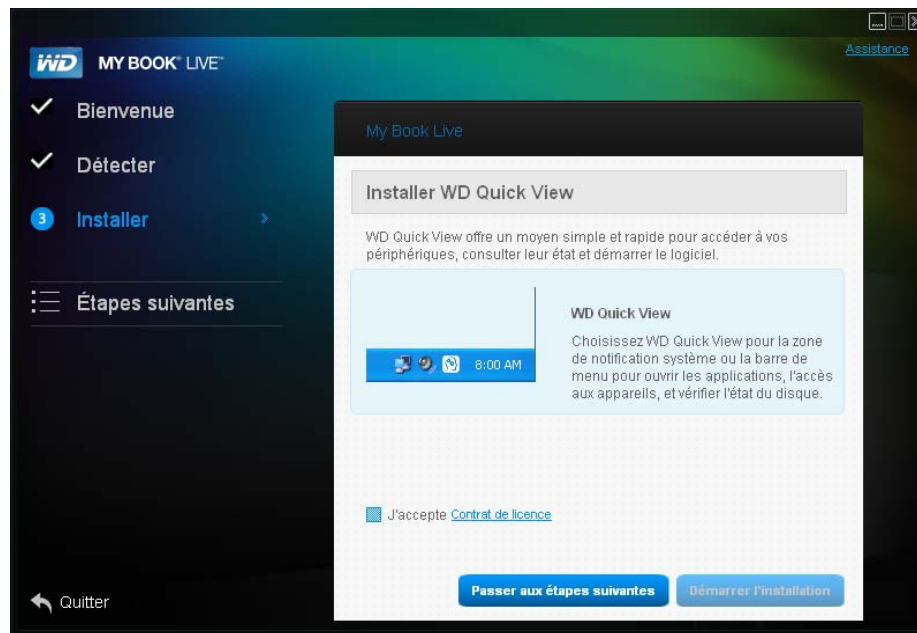 WD MY BOOK® LIVE™
Assistance
Bienvenue
Détecter
3 Installer
Étapes suivantes
Quitter
My Book Live
Installer WD Quick View
WD Quick View offre un moyen simple et rapide pour accéder à vos
périphériques, consulter leur état et démarrer le logiciel.
8:00 AM
WD Quick View
Choisissez WD Quick View pour la zone
de notification système ou la barre de
menu pour ouvrir les applications, l'accès
aux appareils, et vérifier l'état du disque.
J'accepte Contrat de licence
Passer aux étapes suivantes
Démarrer l'installation